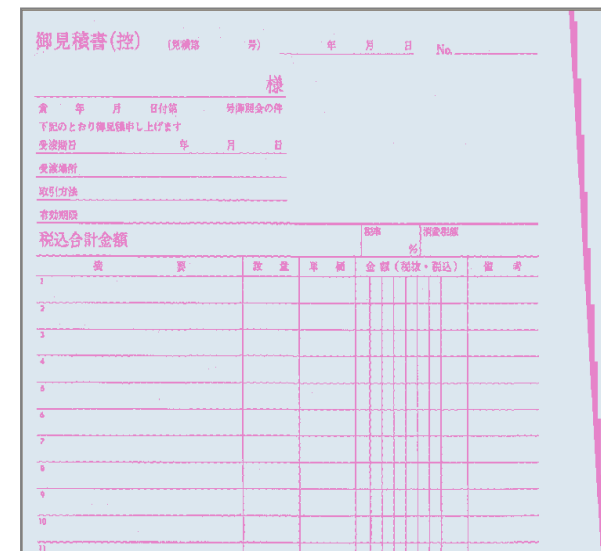 御見積書(控) (見積第 号) 年 月 日 No.
様
貴 年 月 日付第 号御照会の件
下記のとおり御見積申し上げます
受渡期日 年 月 日
受渡場所
取引方法
有効期限
税込合計金額 税率 % 消費税額
摘 要 数 量 単 価 金 額 (税抜・税込) 備 考
1
2
3
4
5
6
7
8
9
10
11